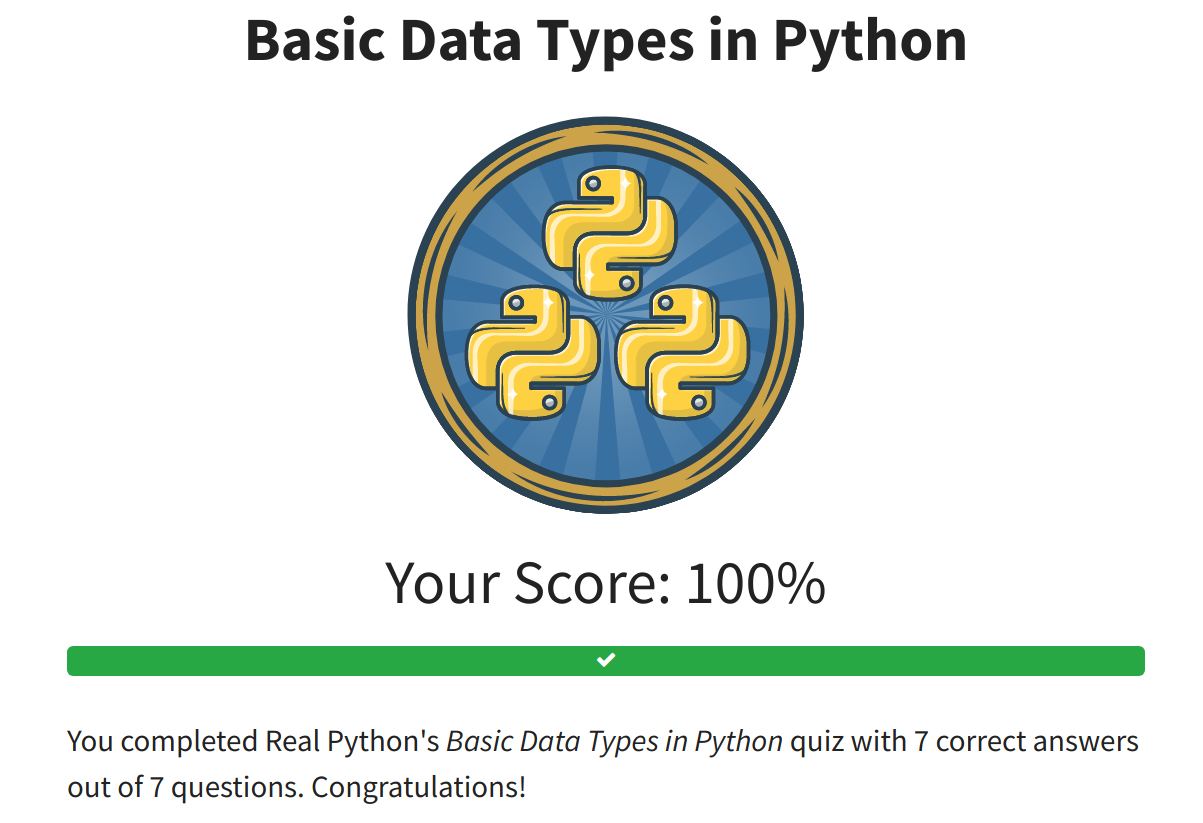 Basic Data Types in Python
Your Score: 100%
You completed Real Python's Basic Data Types in Python quiz with 7 correct answers
out of 7 questions. Congratulations!